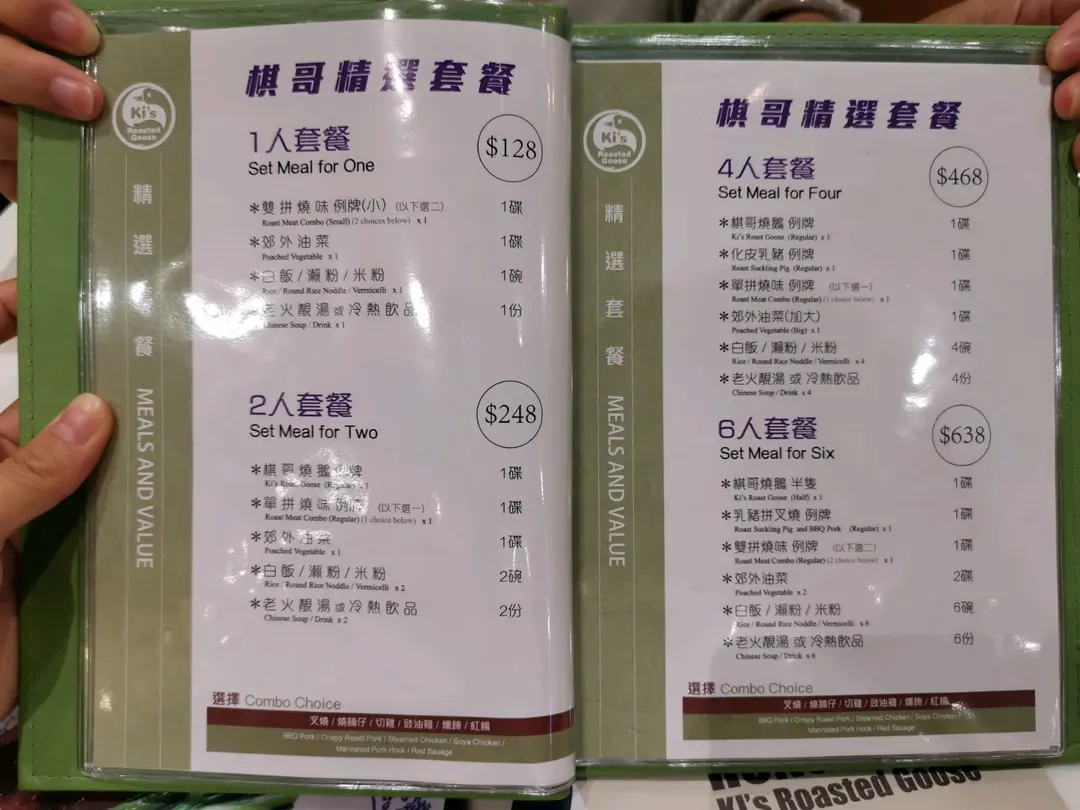 Ki's
Roasted
Goose
精選套餐 MEALS AND VALUE
棋哥精選套餐
1人套餐 $128
Set Meal for One
*雙拼燒味例牌(小) (以下選二) 1碟
Roast Meat Combo (Small) (2 choices below) x 1
*郊外油菜 1碟
Poached Vegetable x 1
*白飯 / 瀨粉 / 米粉 1碗
Rice / Round Rice Noddle / Vermicelli x 1
*老火靚湯 或 冷熱飲品 1份
Chinese Soup / Drink x 1
2人套餐 $248
Set Meal for Two
*棋哥燒鵝 例牌 1碟
Ki's Roast Goose (Regular) x 1
*單拼燒味 例牌 (以下選一) 1碟
Roast Meat Combo (Regular) (1 choice below) x 1
*郊外油菜 1碟
Poached Vegetable x 1
*白飯 / 瀨粉 / 米粉 2碗
Rice / Round Rice Noddle / Vermicelli x 2
*老火靚湯 或 冷熱飲品 2份
Chinese Soup / Drink x 2
選擇 Combo Choice
叉燒 / 燒腩仔 / 切雞 / 豉油雞 / 燻蹄 / 紅腸
BBQ Pork / Crispy Roast Pork / Steamed Chicken / Soya Chicken /
Marinated Pork Hock / Red Sauage
Ki's
Roasted
Goose
精選套餐 MEALS AND VALUE
棋哥精選套餐
4人套餐 $468
Set Meal for Four
*棋哥燒鵝 例牌 1碟
Ki's Roast Goose (Regular) x 1
*化皮乳豬 例牌 1碟
Roast Suckling Pig (Regular) x 1
*單拼燒味 例牌 (以下選一) 1碟
Roast Meat Combo (Regular) (1 choice below) x 1
*郊外油菜(加大) 1碟
Poached Vegetable (Big) x 1
*白飯 / 瀨粉 / 米粉 4碗
Rice / Round Rice Noddle / Vermicelli x 4
*老火靚湯 或 冷熱飲品 4份
Chinese Soup / Drink x 4
6人套餐 $638
Set Meal for Six
*棋哥燒鵝 半隻 1碟
Ki's Roast Goose (Half) x 1
*乳豬拼叉燒 例牌 1碟
Roast Suckling Pig and BBQ Pork (Regular) x 1
*雙拼燒味 例牌 (以下選二) 1碟
Roast Meat Combo (Regular) (2 choice below) x 1
*郊外油菜 2碟
Poached Vegetable x 2
*白飯 / 瀨粉 / 米粉 6碗
Rice / Round Rice Noddle / Vermicelli x 6
*老火靚湯 或 冷熱飲品 6份
Chinese Soup / Drink x 6
選擇 Combo Choice
叉燒 / 燒腩仔 / 切雞 / 豉油雞 / 燻蹄 / 紅腸
BBQ Pork / Crispy Roast Pork / Steamed Chicken / Soya Chicken /
Marinated Pork Hock / Red Sauage
Ki's Roasted Goose